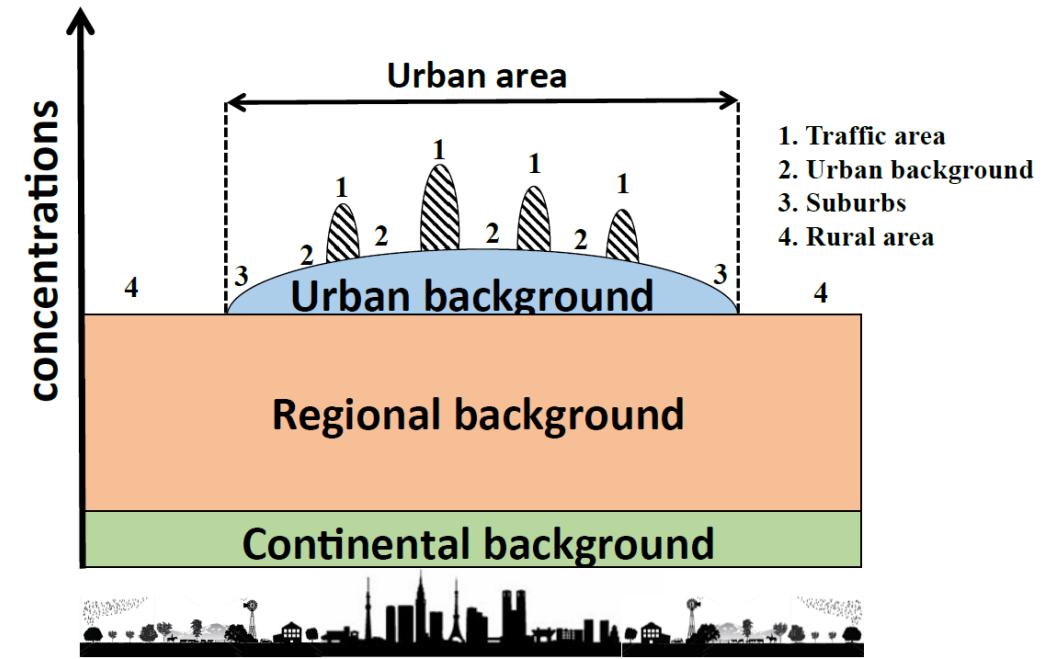 Urban area
concentrations
1. Traffic area
2. Urban background
3. Suburbs
4. Rural area
1
1
1
1
2
2
2
2
3
3
4
4
Urban background
Regional background
Continental background